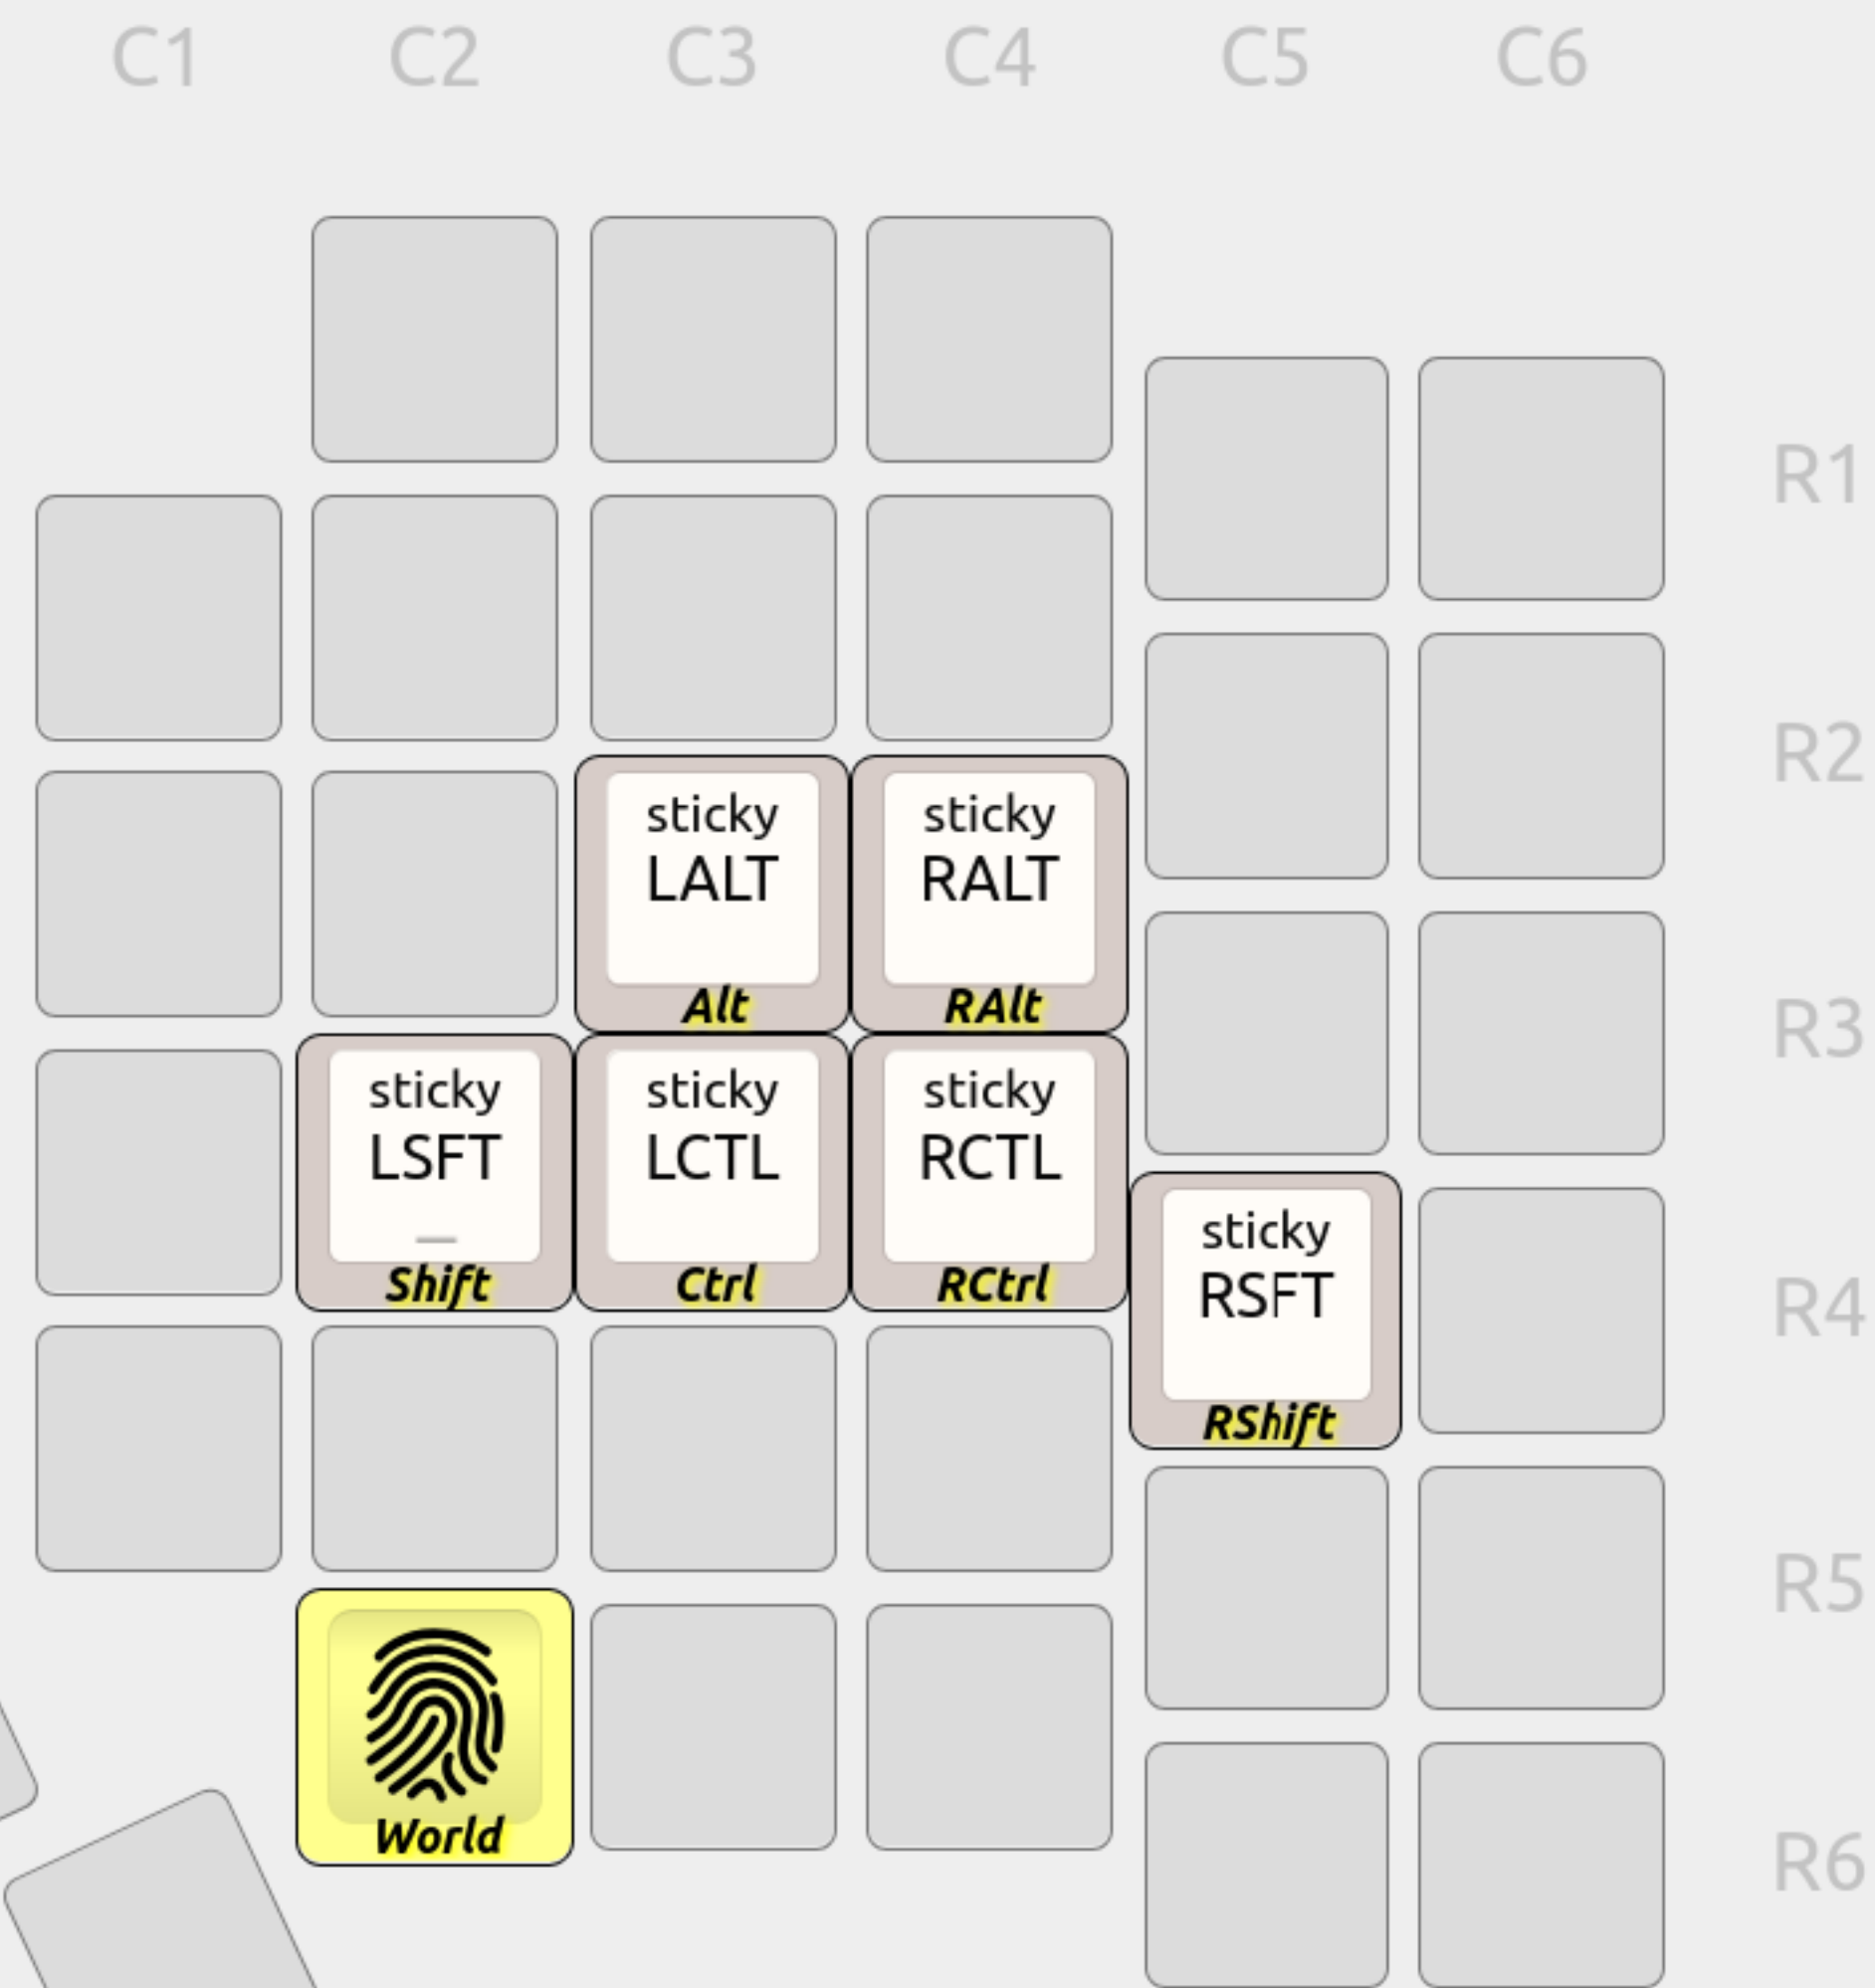 C1 C2 C3 C4 C5 C6
R1
R2
sticky
LALT
Alt
sticky
RALT
RAlt
R3
sticky
LSFT
_
Shift
sticky
LCTL
Ctrl
sticky
RCTL
RCtrl
sticky
RSFT
RShift
R4
R5
World
R6